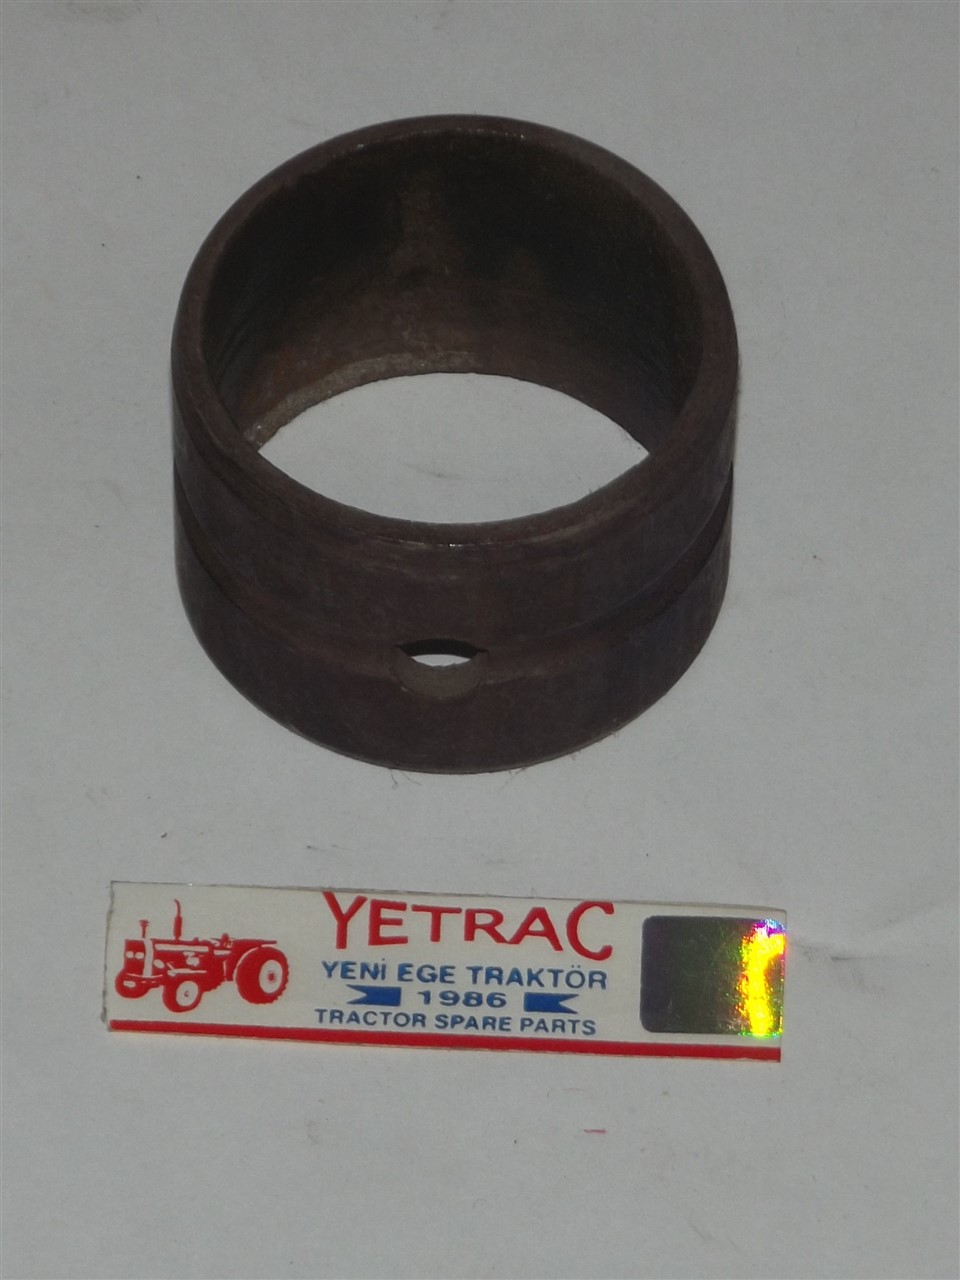 YETRAC
YENİ EGE TRAKTÖR
1986
TRACTOR SPARE PARTS